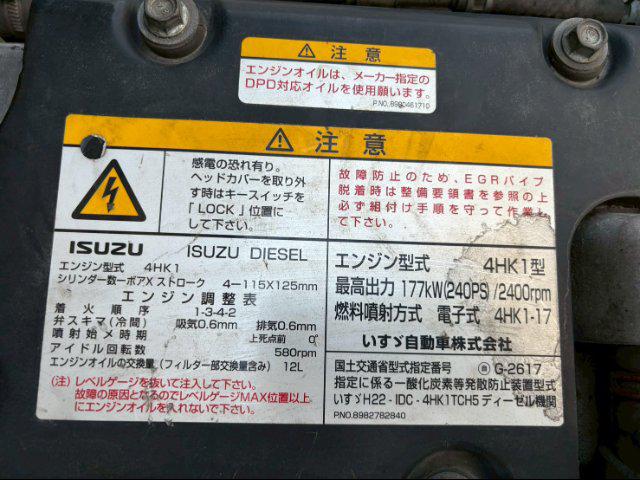 注意
エンジンオイルは、メーカー指定の
DPD対応オイルを使用願います。
P.NO.8980461710
注意
感電の恐れ有り。
ヘッドカバーを取り外
す時はキースイッチを
「LOCK」位置に
して下さい。
故障防止のため、EGRパイプ
脱着時は整備要領書を参照の上
必ず組付け手順を守って作業
して下さい。
ISUZU ISUZU DIESEL
エンジン型式 4HK1
シリンダー数ーボアX ストローク 4ー115X125mm
エンジン調整表
着火順序 1-3-4-2
弁スキマ(冷間) 吸気0.6mm 排気0.6mm
噴射始メ時期 上死点前 0°
アイドル回転数 580rpm
エンジンオイルの交換量 (フィルター部交換量含み) 12L
(注) レベルゲージを抜いて注入して下さい。
故障の原因となるのでレベルゲージMAX位置以上
にエンジンオイルを入れないで下さい。
エンジン型式 4HK1型
最高出力 177kW(240PS)/2400rpm
燃料噴射方式 電子式 4HK1-17
いすゞ自動車株式会社
国土交通省型式指定番号 G-2617
指定に係る一酸化炭素等発散防止装置型式
いすゞH22-IDC-4HK1TCH5 ディーゼル機関
P.NO.8982782840